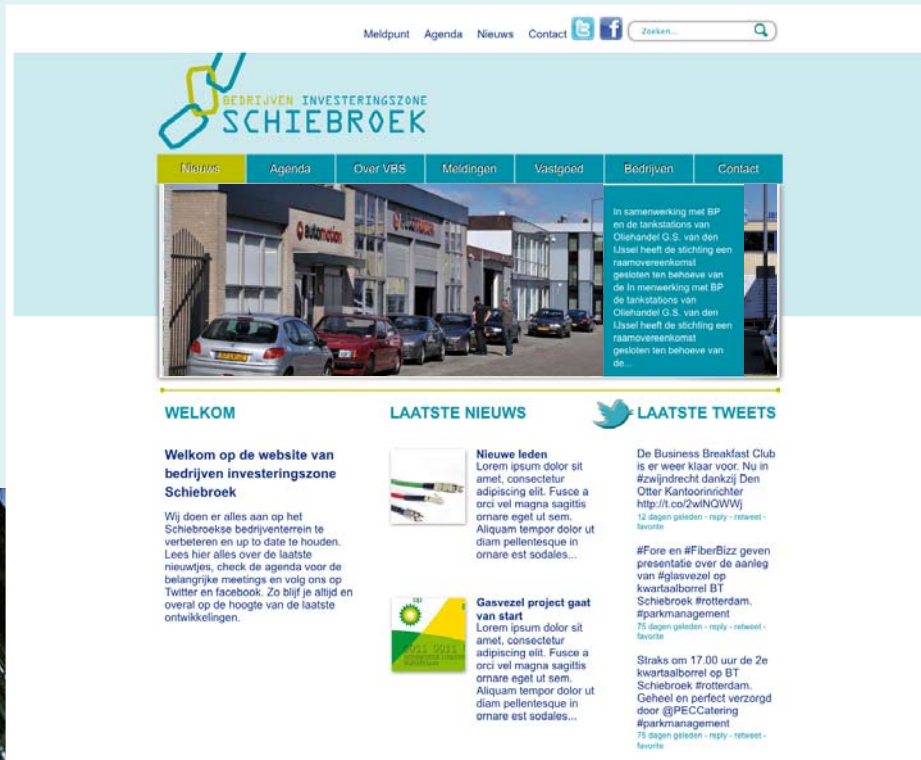 Meldpunt Agenda Nieuws Contact Zoeken...
BEDRIJVEN INVESTERINGSZONE
SCHIEBROEK
Nieuws Agenda Over VBS Meldingen Vastgoed Bedrijven Contact
automotion automotion
In samenwerking met BP
en de tankstations van
Oliehandel G.S. van den
IJssel heeft de stichting een
raamovereenkomst
gesloten ten behoeve van
de In menwerking met BP
de tankstations van
Oliehandel G.S. van den
IJssel heeft de stichting een
raamovereenkomst
gesloten ten behoeve van
de...
WELKOM
Welkom op de website van
bedrijven investeringszone
Schiebroek
Wij doen er alles aan op het
Schiebroekse bedrijventerrein te
verbeteren en up to date te houden.
Lees hier alles over de laatste
nieuwtjes, check de agenda voor de
belangrijke meetings en volg ons op
Twitter en facebook. Zo blijf je altijd en
overal op de hoogte van de laatste
ontwikkelingen.
LAATSTE NIEUWS
Nieuwe leden
Lorem ipsum dolor sit
amet, consectetur
adipiscing elit. Fusce a
orci vel magna sagittis
ornare eget ut sem.
Aliquam tempor dolor ut
diam pellentesque in
ornare est sodales...
Gasvezel project gaat
van start
Lorem ipsum dolor sit
amet, consectetur
adipiscing elit. Fusce a
orci vel magna sagittis
ornare eget ut sem.
Aliquam tempor dolor ut
diam pellentesque in
ornare est sodales...
LAATSTE TWEETS
De Business Breakfast Club
is er weer klaar voor. Nu in
#zwijndrecht dankzij Den
Otter Kantoorinrichter
http://t.co/2wlNQWWj
12 dagen geleden - reply - retweet -
favorite
#Fore en #FiberBizz geven
presentatie over de aanleg
van #glasvezel op
kwartaalborrel BT
Schiebroek #rotterdam.
#parkmanagement
75 dagen geleden - reply - retweet -
favorite
Straks om 17.00 uur de 2e
kwartaalborrel op BT
Schiebroek #rotterdam.
Geheel en perfect verzorgd
door @PECCatering
#parkmanagement
75 dagen geleden - reply - retweet -
favorite